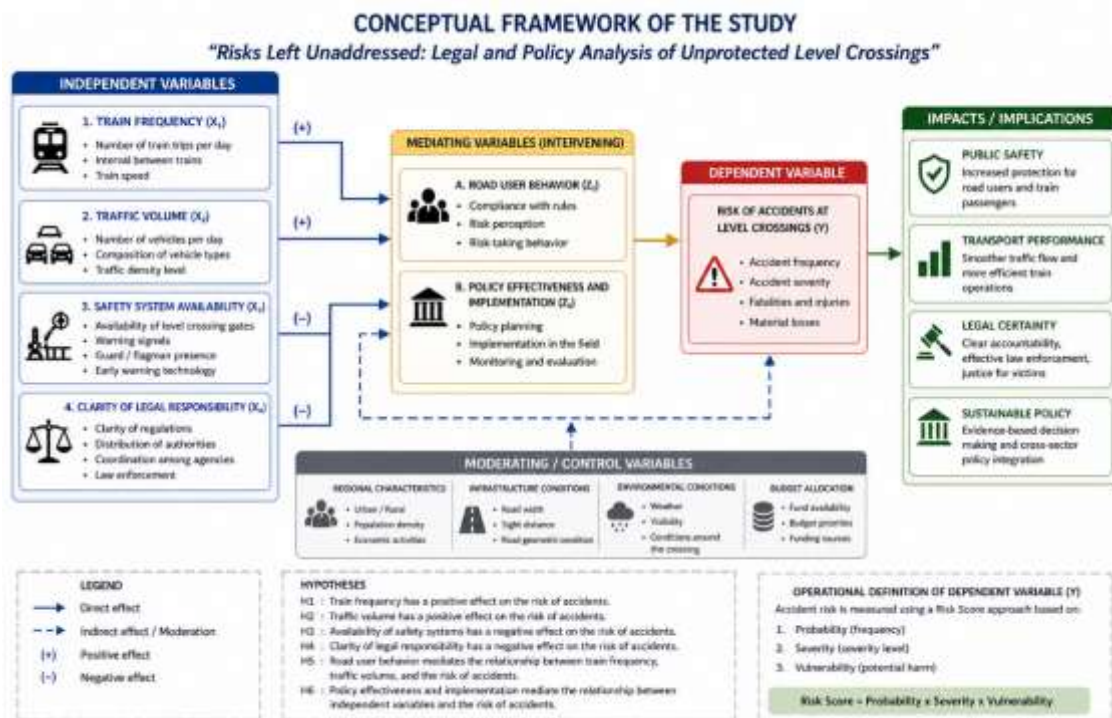 CONCEPTUAL FRAMEWORK OF THE STUDY
"Risks Left Unaddressed: Legal and Policy Analysis of Unprotected Level Crossings"
INDEPENDENT VARIABLES
1. TRAIN FREQUENCY (X₁)
• Number of train trips per day
• Interval between trains
• Train speed
2. TRAFFIC VOLUME (X₂)
• Number of vehicles per day
• Composition of vehicle types
• Traffic density level
3. SAFETY SYSTEM AVAILABILITY (X₃)
• Availability of level crossing gates
• Warning signals
• Guard / flagman presence
• Early warning technology
4. CLARITY OF LEGAL RESPONSIBILITY (X₄)
• Clarity of regulations
• Distribution of authorities
• Coordination among agencies
• Law enforcement
(+)
(+)
(−)
(−)
MEDIATING VARIABLES (INTERVENING)
A. ROAD USER BEHAVIOR (Z₁)
• Compliance with rules
• Risk perception
• Risk taking behavior
B. POLICY EFFECTIVENESS AND
IMPLEMENTATION (Z₂)
• Policy planning
• Implementation in the field
• Monitoring and evaluation
DEPENDENT VARIABLE
RISK OF ACCIDENTS AT
LEVEL CROSSINGS (Y)
• Accident frequency
• Accident severity
• Fatalities and injuries
• Material losses
IMPACTS / IMPLICATIONS
PUBLIC SAFETY
Increased protection for
road users and train
passengers
TRANSPORT PERFORMANCE
Smoother traffic flow and
more efficient train
operations
LEGAL CERTAINTY
Clear accountability,
effective law enforcement,
justice for victims
SUSTAINABLE POLICY
Evidence-based decision
making and cross-sector
policy integration
MODERATING / CONTROL VARIABLES
REGIONAL CHARACTERISTICS
• Urban / Rural
• Population density
• Economic activities
INFRASTRUCTURE CONDITIONS
• Road width
• Sight distance
• Road geometric condition
ENVIRONMENTAL CONDITIONS
• Weather
• Visibility
• Conditions around
the crossing
BUDGET ALLOCATION
• Fund availability
• Budget priorities
• Funding sources
LEGEND
Direct effect
Indirect effect / Moderation
(+) Positive effect
(−) Negative effect
HYPOTHESES
H1 : Train frequency has a positive effect on the risk of accidents.
H2 : Traffic volume has a positive effect on the risk of accidents.
H3 : Availability of safety systems has a negative effect on the risk of accidents.
H4 : Clarity of legal responsibility has a negative effect on the risk of accidents.
H5 : Road user behavior mediates the relationship between train frequency,
traffic volume, and the risk of accidents.
H6 : Policy effectiveness and implementation mediate the relationship between
independent variables and the risk of accidents.
OPERATIONAL DEFINITION OF DEPENDENT VARIABLE (Y)
Accident risk is measured using a Risk Score approach based on:
1. Probability (frequency)
2. Severity (severity level)
3. Vulnerability (potential harm)
Risk Score = Probability x Severity x Vulnerability